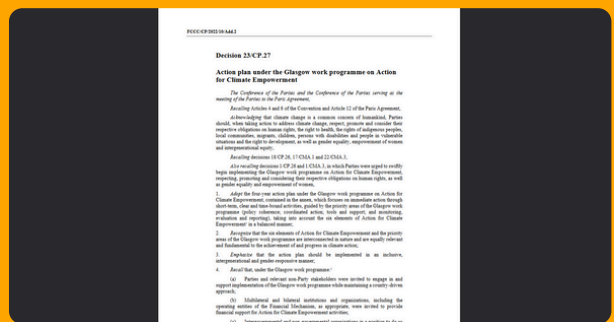 FCCC/CP/2022/10/Add.2
Decision 23/CP.27
Action plan under the Glasgow work programme on Action
for Climate Empowerment
The Conference of the Parties and the Conference of the Parties serving as the
meeting of the Parties to the Paris Agreement,
Recalling Articles 4 and 6 of the Convention and Article 12 of the Paris Agreement,
Acknowledging that climate change is a common concern of humankind, Parties
should, when taking action to address climate change, respect, promote and consider their
respective obligations on human rights, the right to health, the rights of indigenous peoples,
local communities, migrants, children, persons with disabilities and people in vulnerable
situations and the right to development, as well as gender equality, empowerment of women
and intergenerational equity,
Recalling decisions 18/CP.26, 17/CMA.1 and 22/CMA.3,
Also recalling decisions 1/CP.26 and 1/CMA.3, in which Parties were urged to swiftly
begin implementing the Glasgow work programme on Action for Climate Empowerment,
respecting, promoting and considering their respective obligations on human rights, as well
as gender equality and empowerment of women,
1. Adopt the four-year action plan under the Glasgow work programme on Action for
Climate Empowerment, contained in the annex, which focuses on immediate action through
short-term, clear and time-bound activities, guided by the priority areas of the Glasgow work
programme (policy coherence, coordinated action, tools and support, and monitoring,
evaluation and reporting), taking into account the six elements of Action for Climate
Empowerment in a balanced manner;
2. Recognize that the six elements of Action for Climate Empowerment and the priority
areas of the Glasgow work programme are interconnected in nature and are equally relevant
and fundamental to the achievement of and progress in climate action;
3. Emphasize that the action plan should be implemented in an inclusive,
intergenerational and gender-responsive manner;
4. Recall that, under the Glasgow work programme:
(a) Parties and relevant non-Party stakeholders were invited to engage in and
support implementation of the Glasgow work programme while maintaining a country-driven
approach;
(b) Multilateral and bilateral institutions and organizations, including the
operating entities of the Financial Mechanism, as appropriate, were invited to provide
financial support for Action for Climate Empowerment activities;